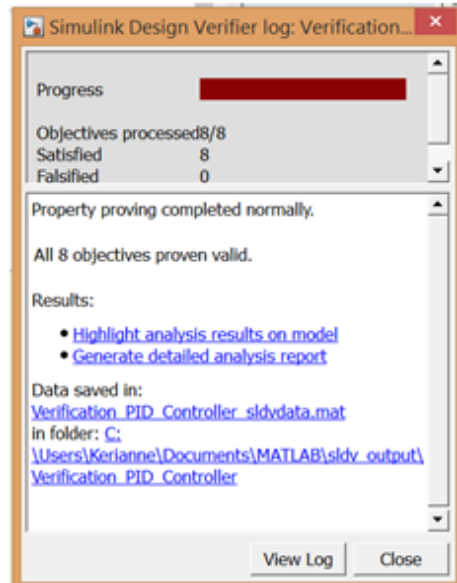 Simulink Design Verifier log: Verification...
Progress
Objectives processed8/8
Satisfied 8
Falsified 0
Property proving completed normally.
All 8 objectives proven valid.
Results:
• Highlight analysis results on model
• Generate detailed analysis report
Data saved in:
Verification_PID_Controller_sldvdata.mat
in folder: C:
\Users\Kerianne\Documents\MATLAB\sldv_output\
Verification_PID_Controller
View Log Close